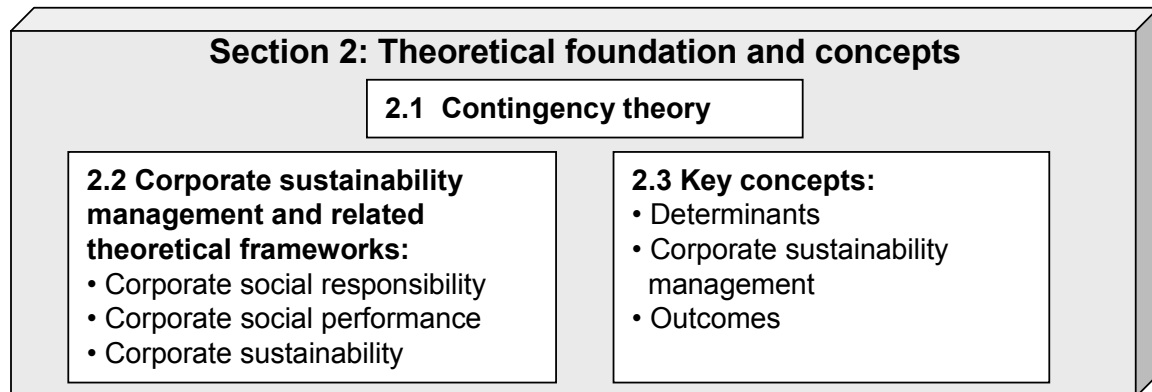 Section 2: Theoretical foundation and concepts
2.1 Contingency theory
2.2 Corporate sustainability
management and related
theoretical frameworks:
• Corporate social responsibility
• Corporate social performance
• Corporate sustainability
2.3 Key concepts:
• Determinants
• Corporate sustainability
management
• Outcomes